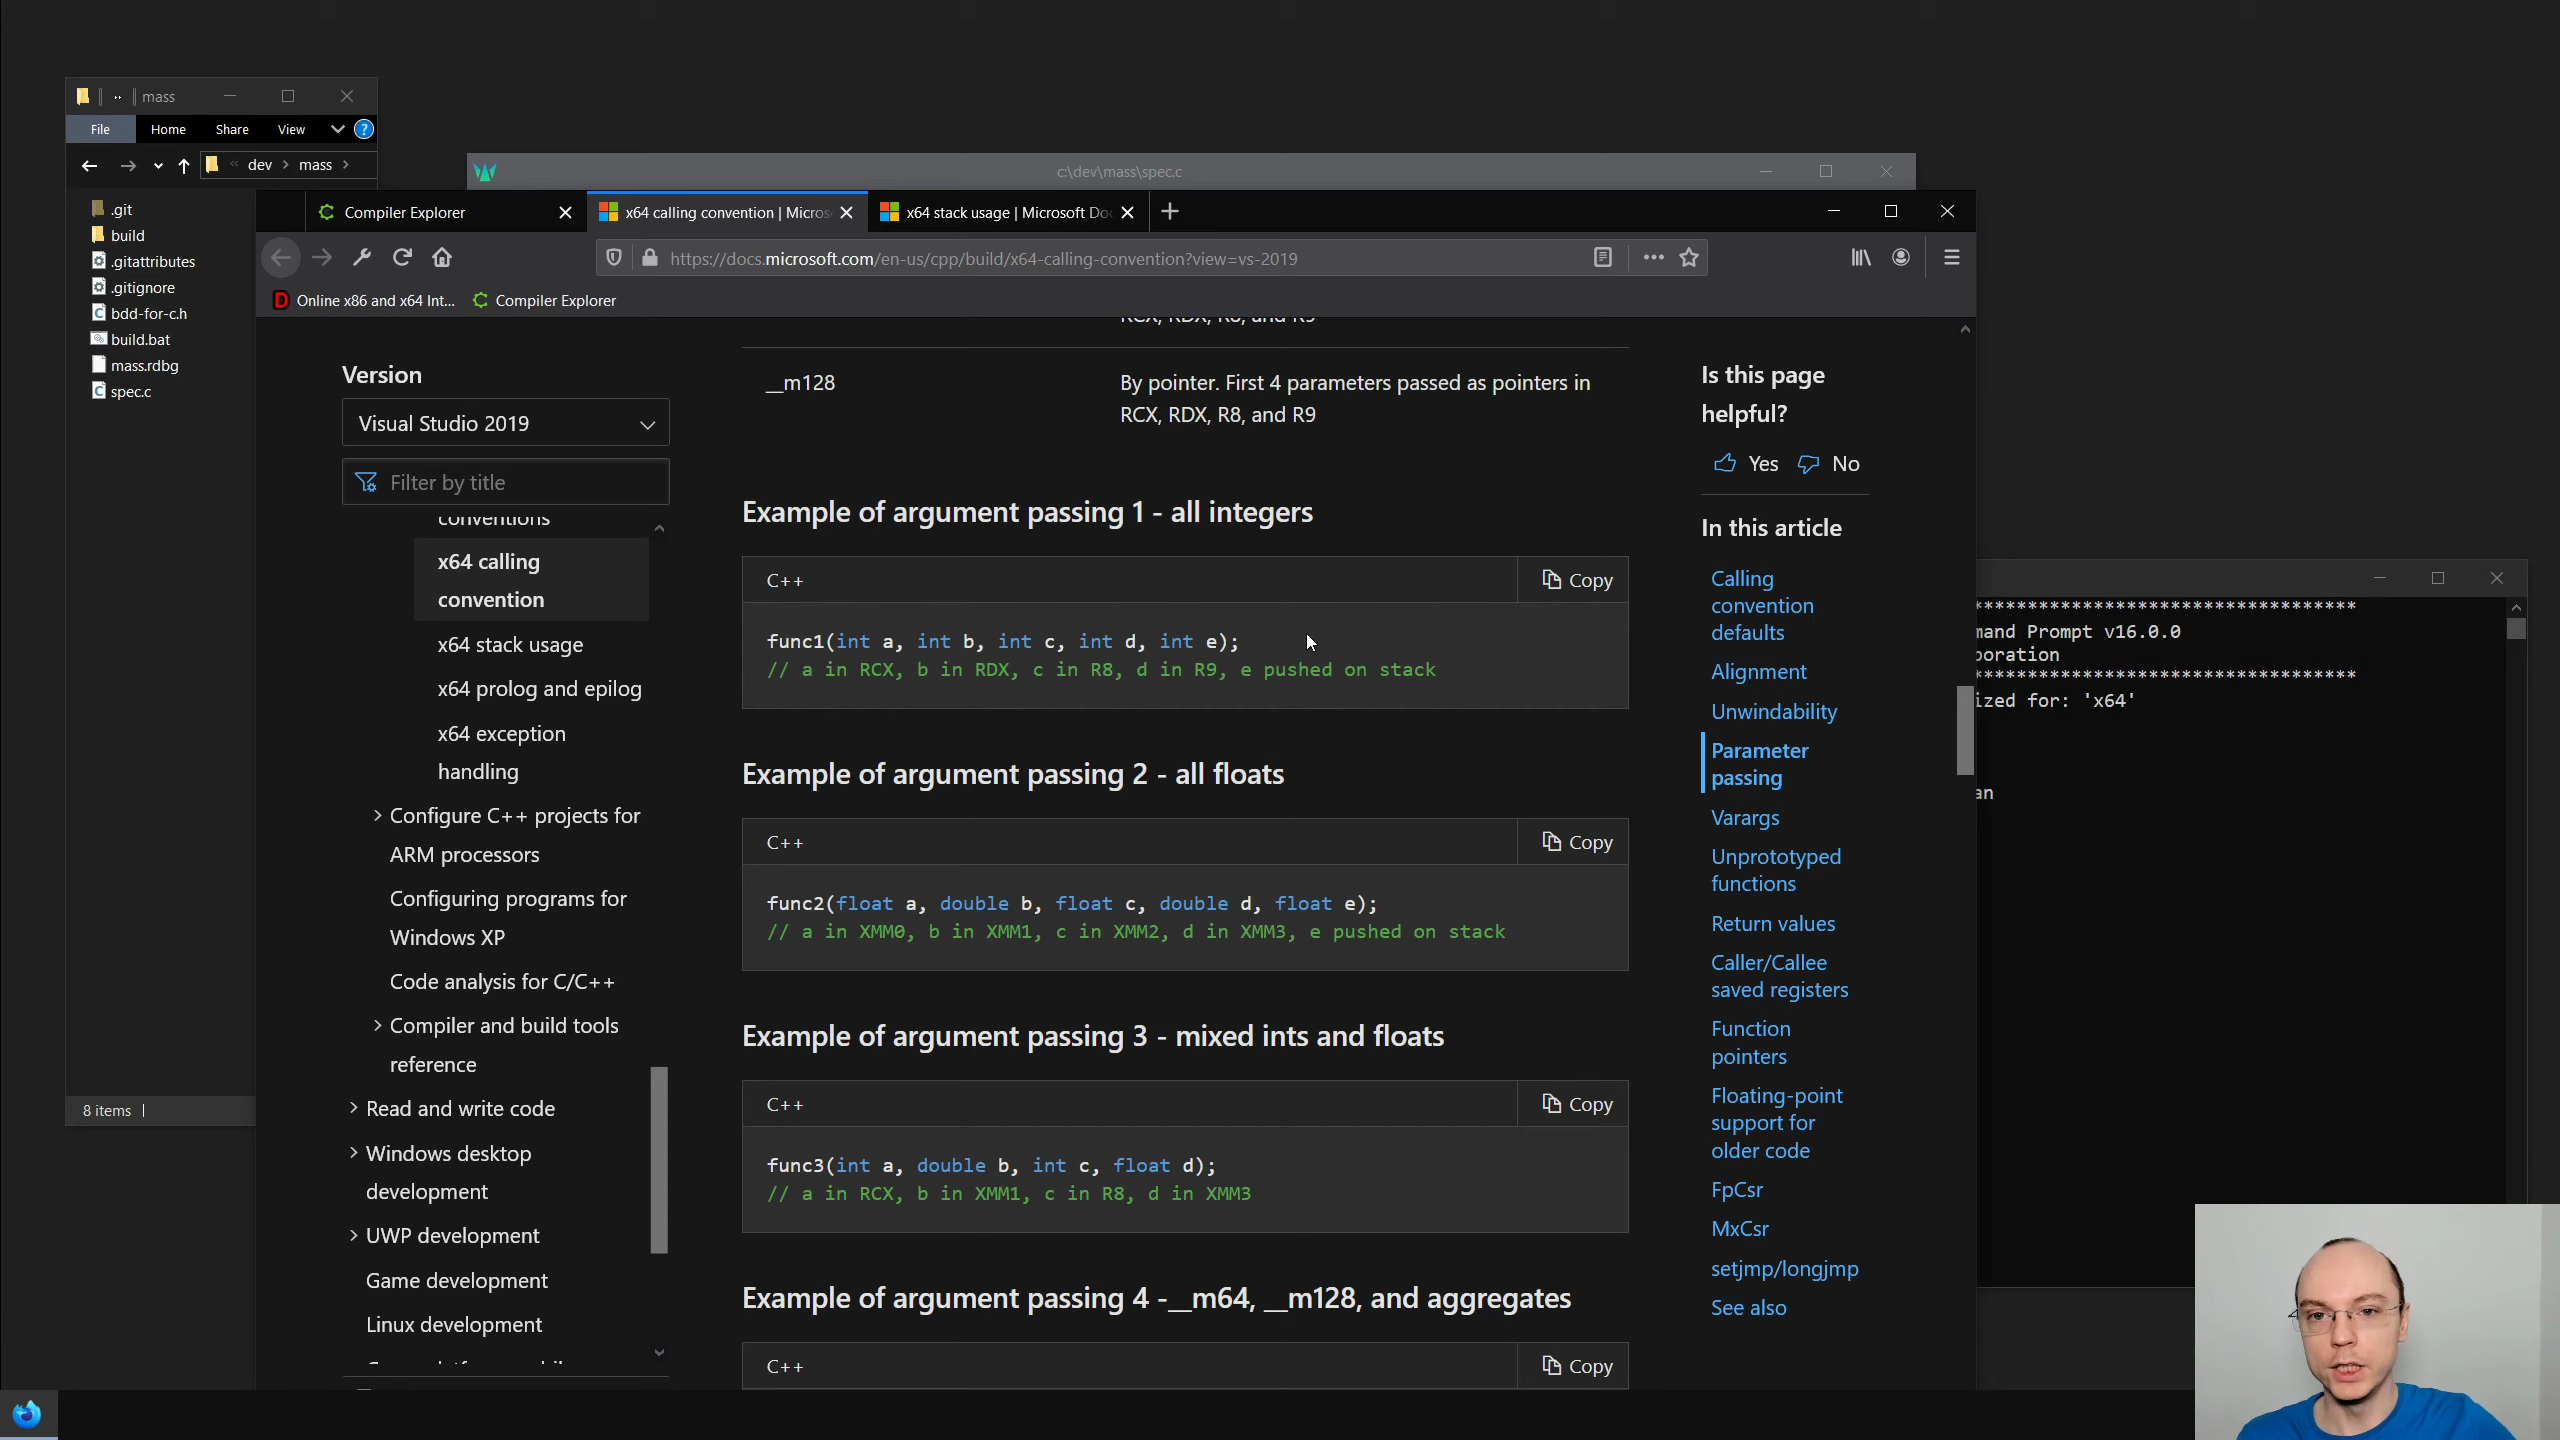 mass
File
Home
Share
View
dev
mass
.git
build
.gitattributes
.gitignore
bdd-for-c.h
build.bat
mass.rdbg
spec.c
8 items
c:\dev\mass\spec.c
Compiler Explorer
x64 calling convention | Micros
x64 stack usage | Microsoft Do
https://docs.microsoft.com/en-us/cpp/build/x64-calling-convention?view=vs-2019
Online x86 and x64 Int...
Compiler Explorer
Version
Visual Studio 2019
Filter by title
conventions
x64 calling
convention
x64 stack usage
x64 prolog and epilog
x64 exception
handling
Configure C++ projects for
ARM processors
Configuring programs for
Windows XP
Code analysis for C/C++
Compiler and build tools
reference
Read and write code
Windows desktop
development
UWP development
Game development
Linux development
RCX, RDX, R8, and R9
__m128
By pointer. First 4 parameters passed as pointers in
RCX, RDX, R8, and R9
Example of argument passing 1 - all integers
C++
Copy
func1(int a, int b, int c, int d, int e);
// a in RCX, b in RDX, c in R8, d in R9, e pushed on stack
Example of argument passing 2 - all floats
C++
Copy
func2(float a, double b, float c, double d, float e);
// a in XMM0, b in XMM1, c in XMM2, d in XMM3, e pushed on stack
Example of argument passing 3 - mixed ints and floats
C++
Copy
func3(int a, double b, int c, float d);
// a in RCX, b in XMM1, c in R8, d in XMM3
Example of argument passing 4 -__m64, __m128, and aggregates
C++
Copy
Is this page
helpful?
Yes
No
In this article
Calling
convention
defaults
Alignment
Unwindability
Parameter
passing
Varargs
Unprototyped
functions
Return values
Caller/Callee
saved registers
Function
pointers
Floating-point
support for
older code
FpCsr
MxCsr
setjmp/longjmp
See also
*********************************
mand Prompt v16.0.0
poration
*********************************
ized for: 'x64'
an